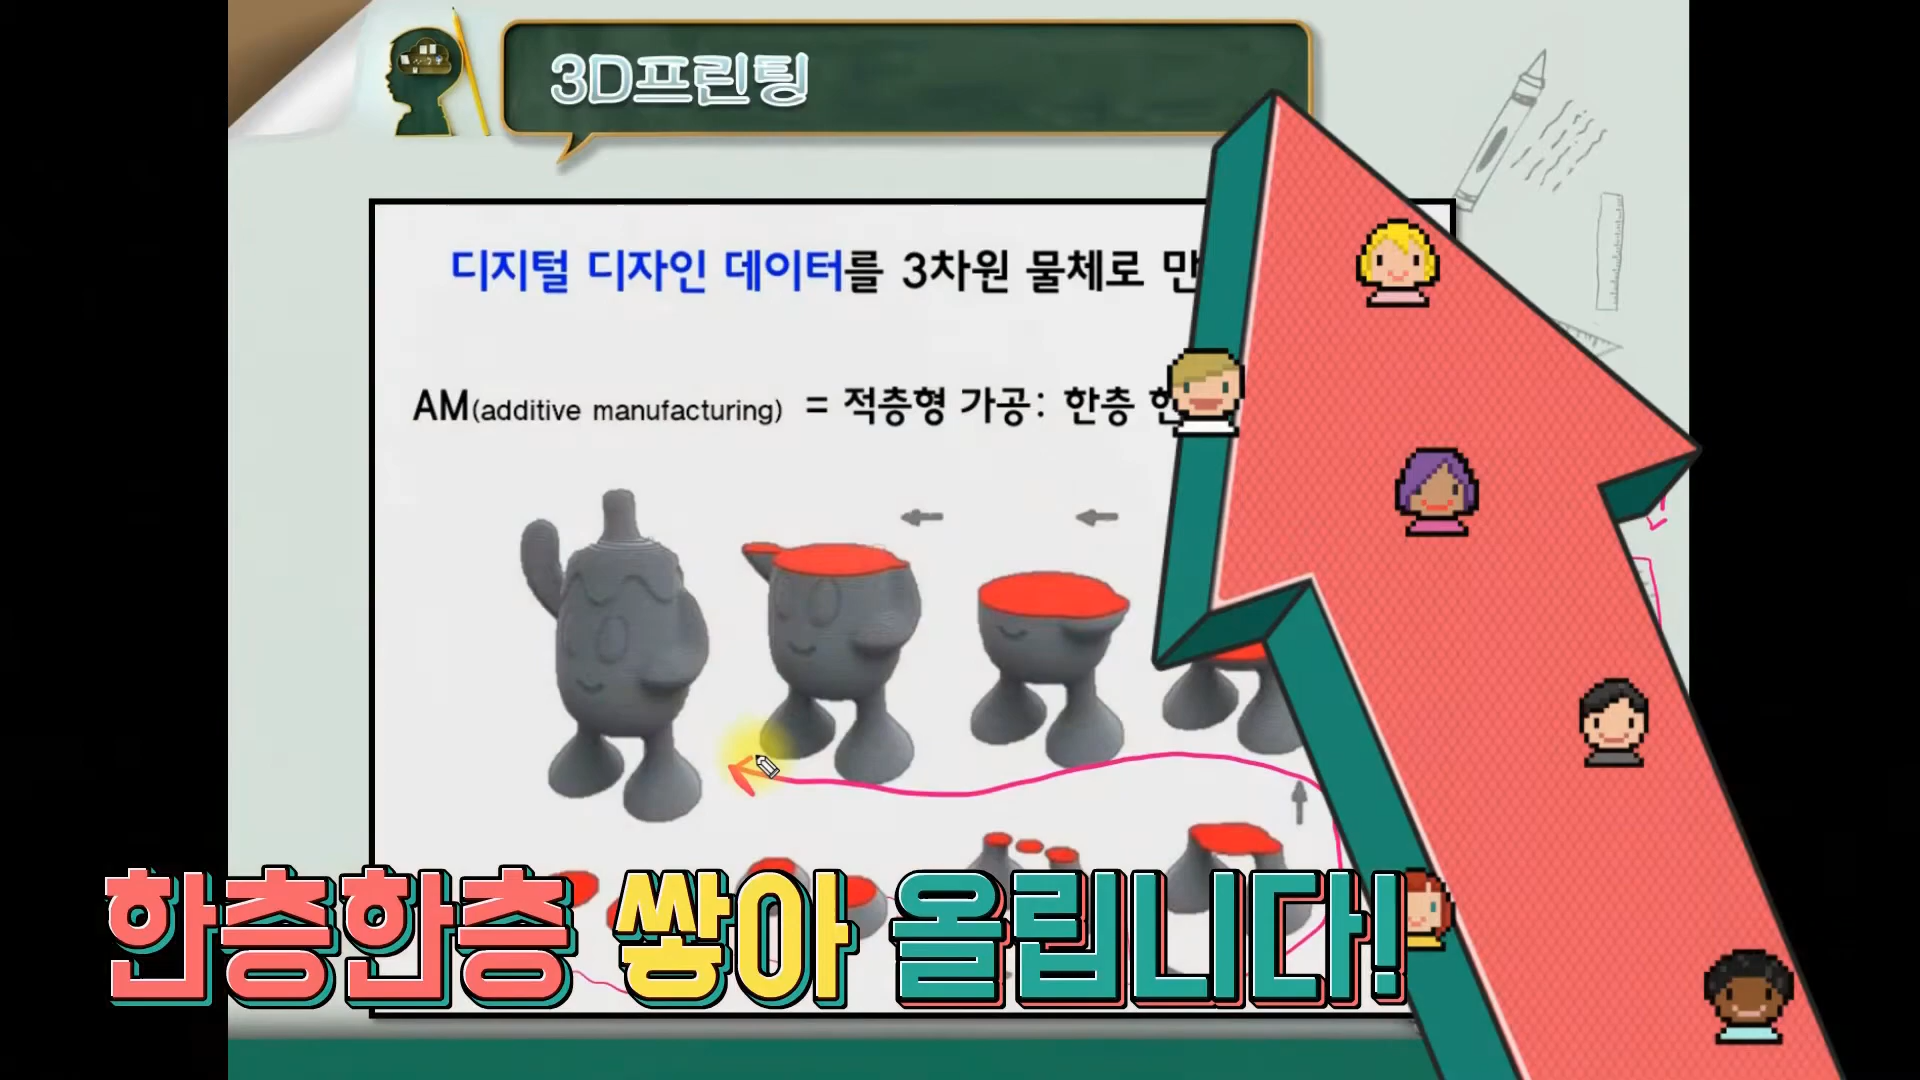 3D프린팅
디지털 디자인 데이터를 3차원 물체로 만
AM(additive manufacturing) = 적층형 가공: 한층
한층한층 쌓아 올립니다!